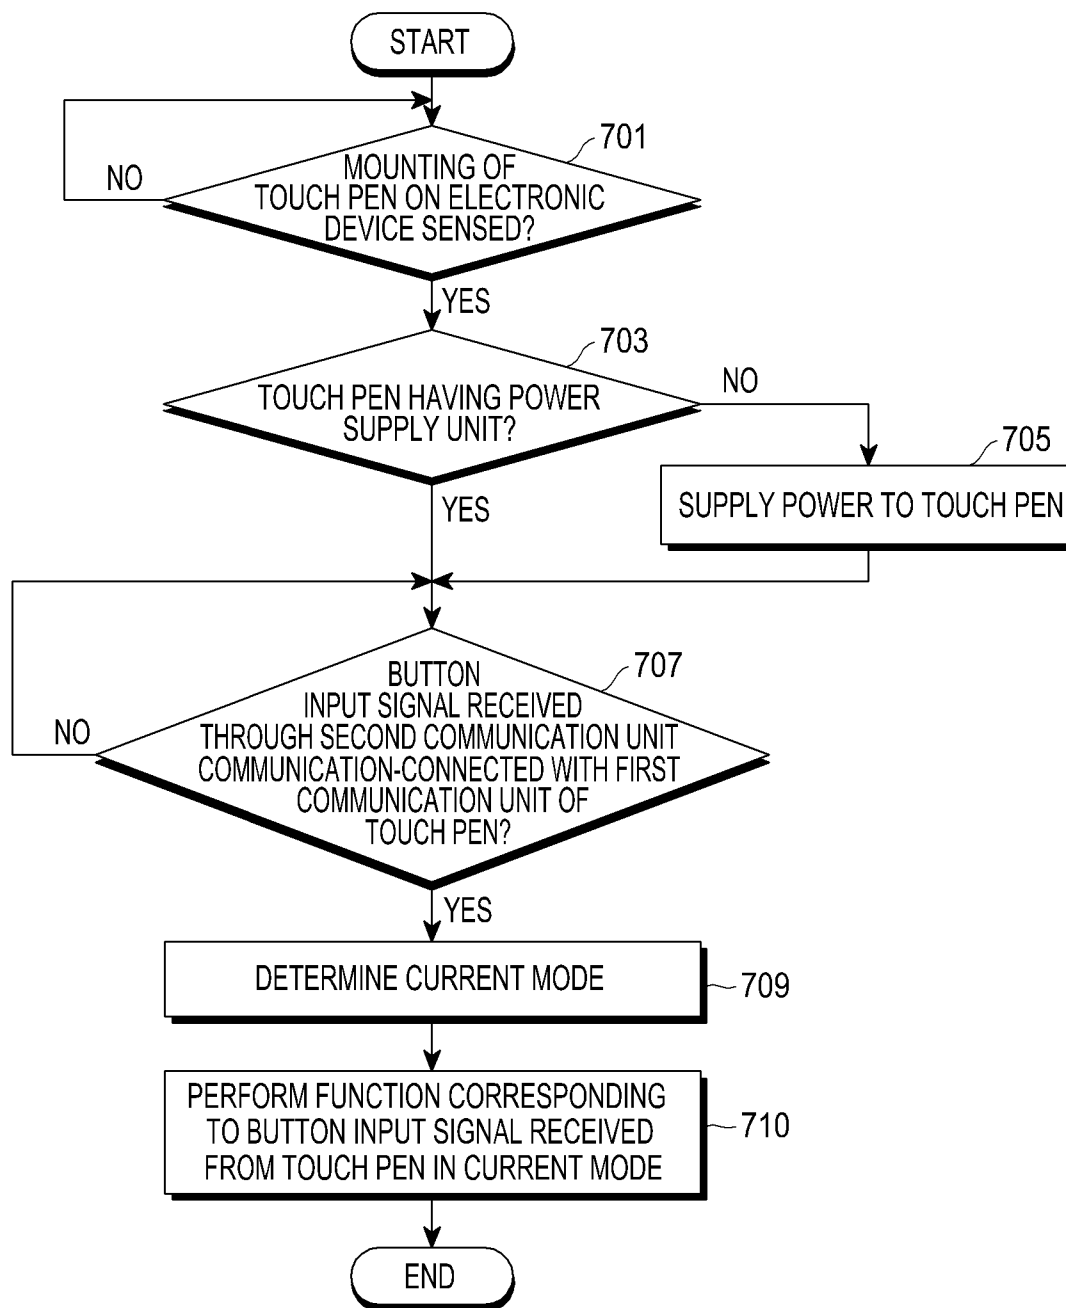 START
701
NO
MOUNTING OF
TOUCH PEN ON ELECTRONIC
DEVICE SENSED?
YES
703
NO
TOUCH PEN HAVING POWER
SUPPLY UNIT?
705
SUPPLY POWER TO TOUCH PEN
YES
707
NO
BUTTON
INPUT SIGNAL RECEIVED
THROUGH SECOND COMMUNICATION UNIT
COMMUNICATION-CONNECTED WITH FIRST
COMMUNICATION UNIT OF
TOUCH PEN?
YES
DETERMINE CURRENT MODE
709
PERFORM FUNCTION CORRESPONDING
TO BUTTON INPUT SIGNAL RECEIVED
FROM TOUCH PEN IN CURRENT MODE
710
END